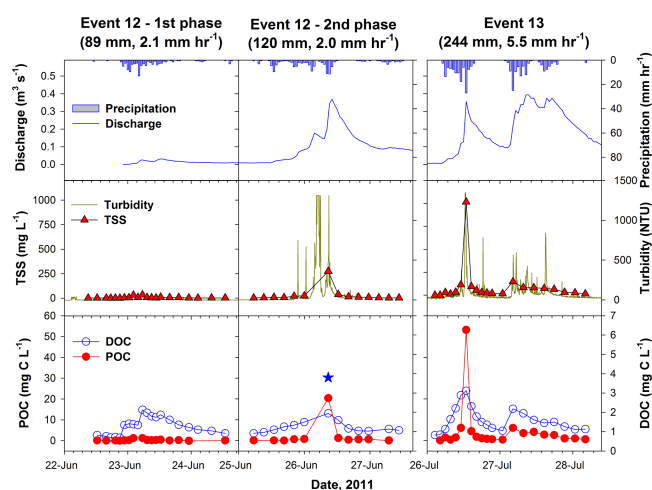 Event 12 - 1st phase
(89 mm, 2.1 mm hr⁻¹)
Event 12 - 2nd phase
(120 mm, 2.0 mm hr⁻¹)
Event 13
(244 mm, 5.5 mm hr⁻¹)
Discharge (m³ s⁻¹)
0.5
0.4
0.3
0.2
0.1
0.0
Precipitation
Discharge
0
20
40
60
80
Precipitation (mm hr⁻¹)
TSS (mg L⁻¹)
1000
750
500
250
0
Turbidity
TSS
1500
1000
500
0
Turbidity (NTU)
POC (mg C L⁻¹)
60
50
40
30
20
10
0
DOC
POC
7
6
5
4
3
2
1
0
DOC (mg C L⁻¹)
22-Jun
23-Jun
24-Jun
25-Jun
26-Jun
27-Jun
26-Jul
27-Jul
28-Jul
Date, 2011